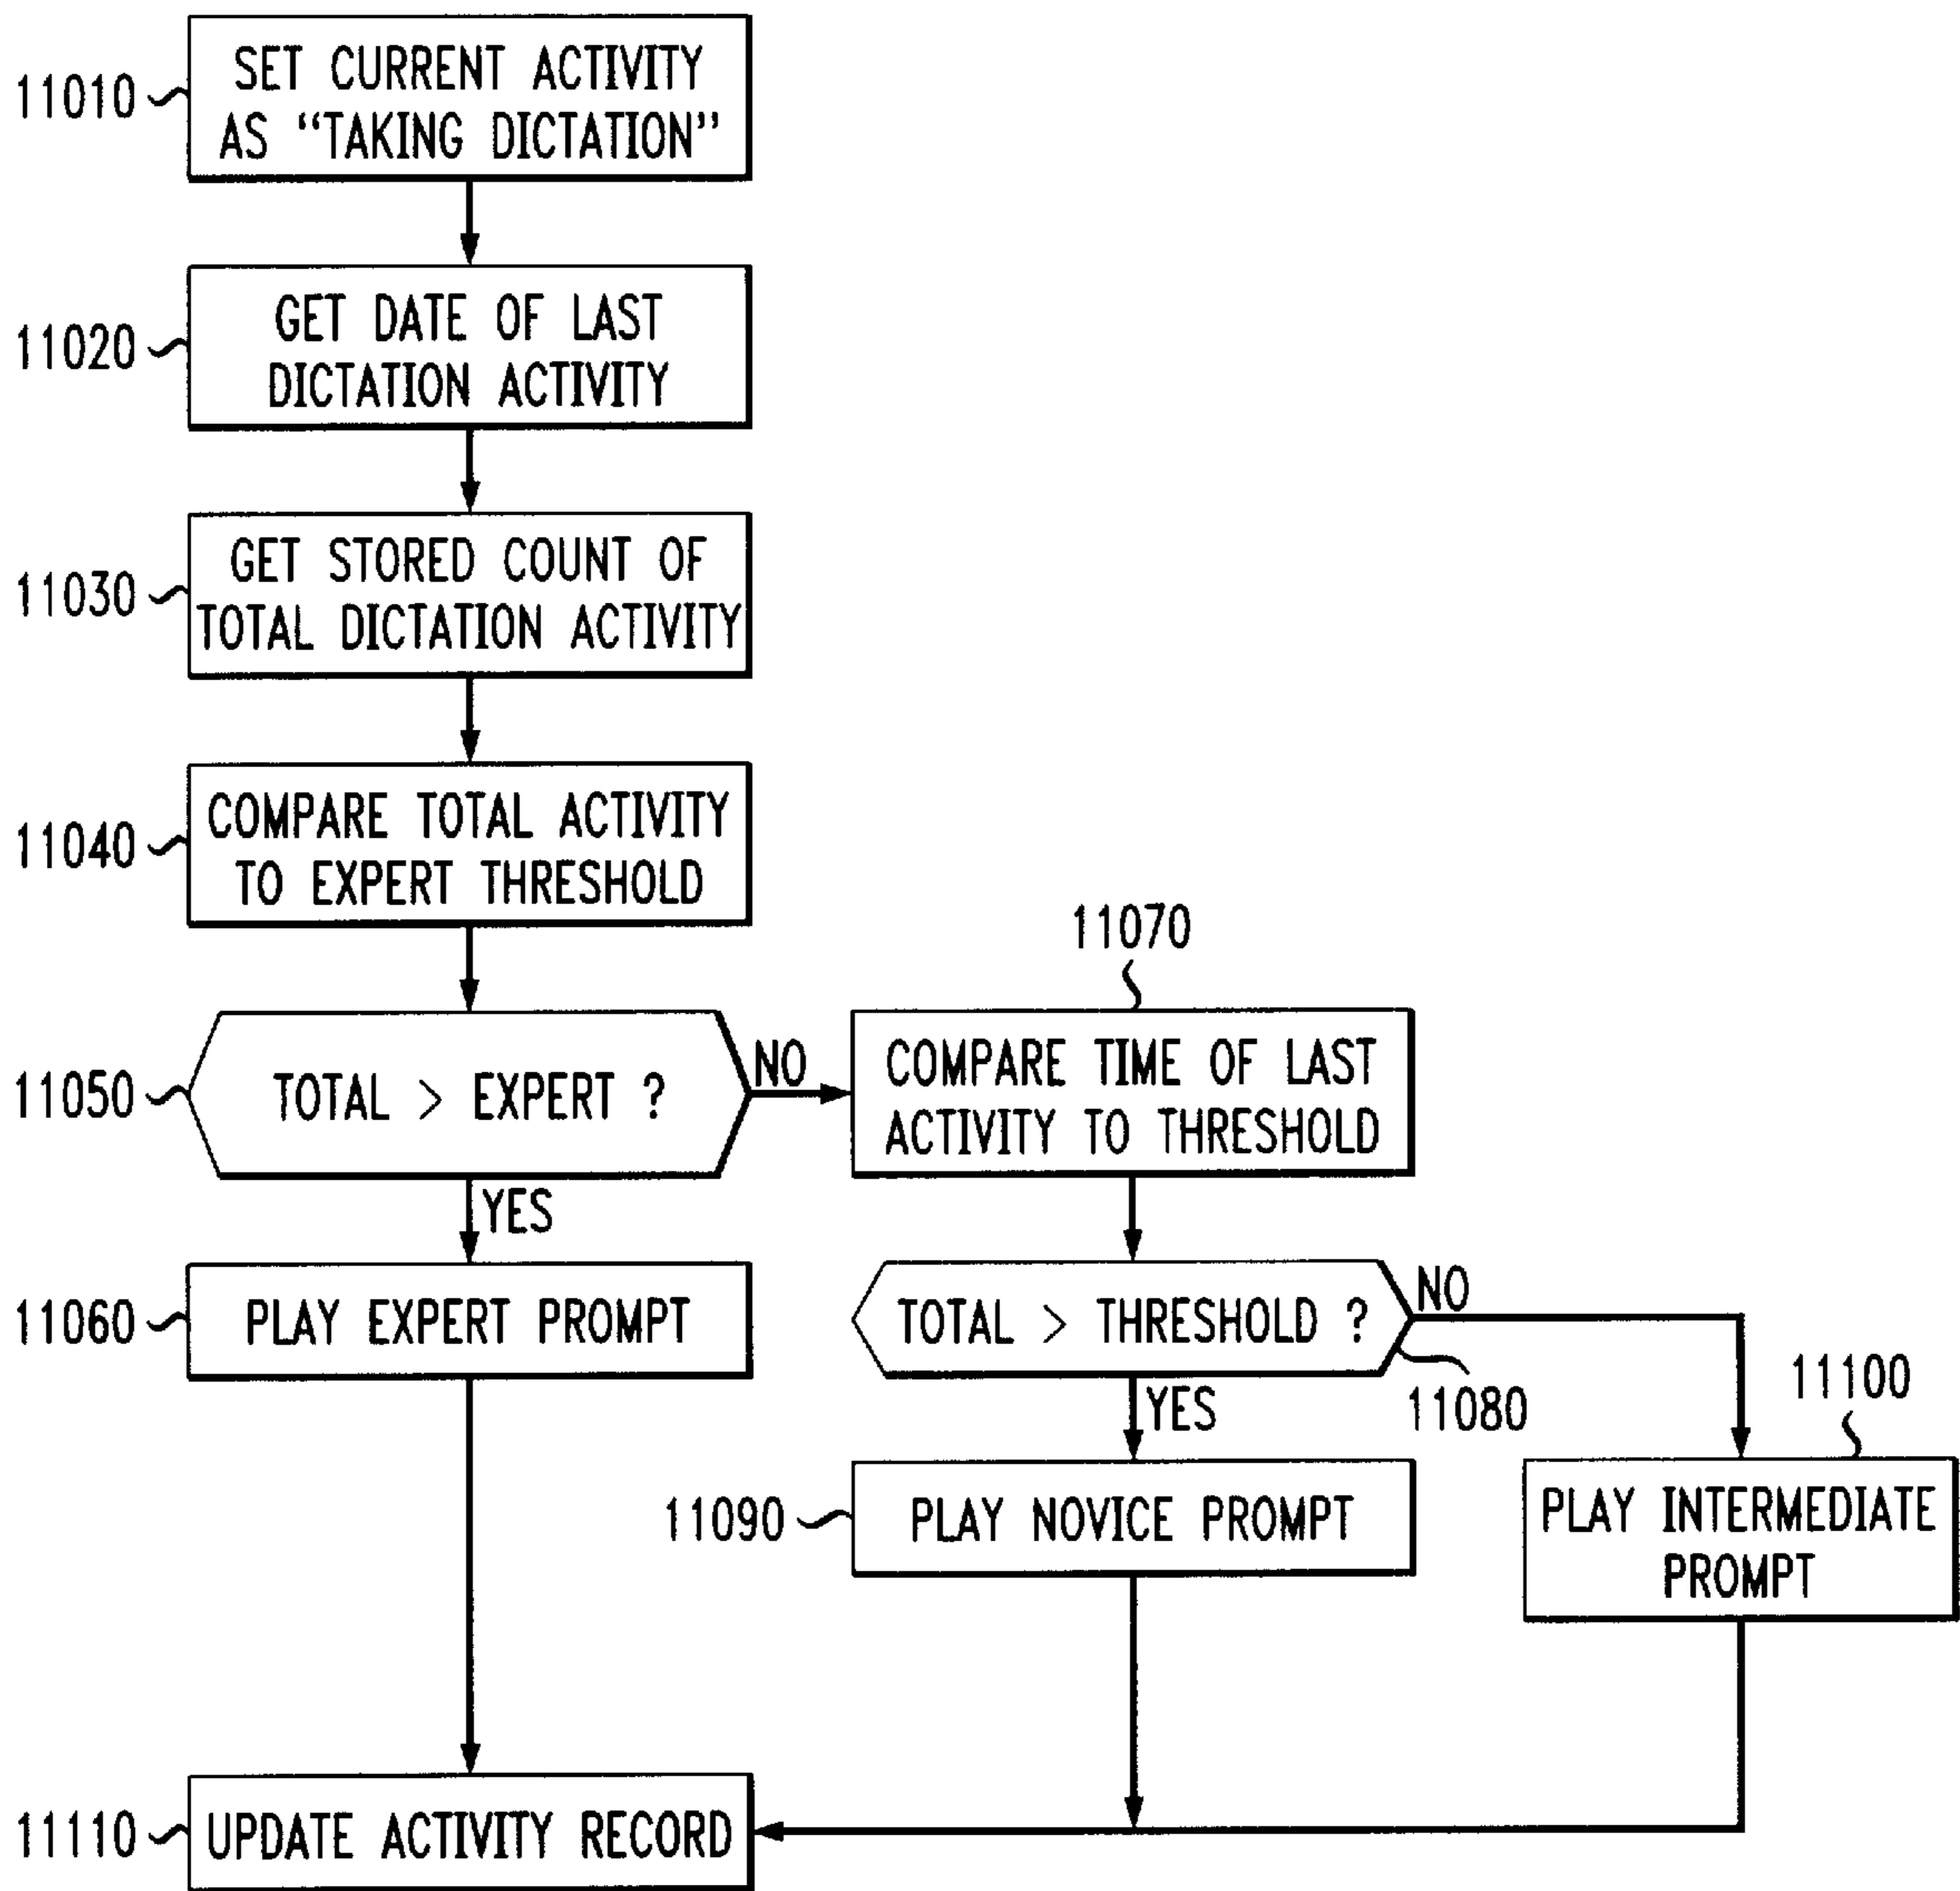 11010
SET CURRENT ACTIVITY
AS “TAKING DICTATION”
11020
GET DATE OF LAST
DICTATION ACTIVITY
11030
GET STORED COUNT OF
TOTAL DICTATION ACTIVITY
11040
COMPARE TOTAL ACTIVITY
TO EXPERT THRESHOLD
11050
TOTAL > EXPERT ?
NO
YES
11070
COMPARE TIME OF LAST
ACTIVITY TO THRESHOLD
11060
PLAY EXPERT PROMPT
TOTAL > THRESHOLD ?
NO
YES
11080
11090
PLAY NOVICE PROMPT
11100
PLAY INTERMEDIATE
PROMPT
11110
UPDATE ACTIVITY RECORD